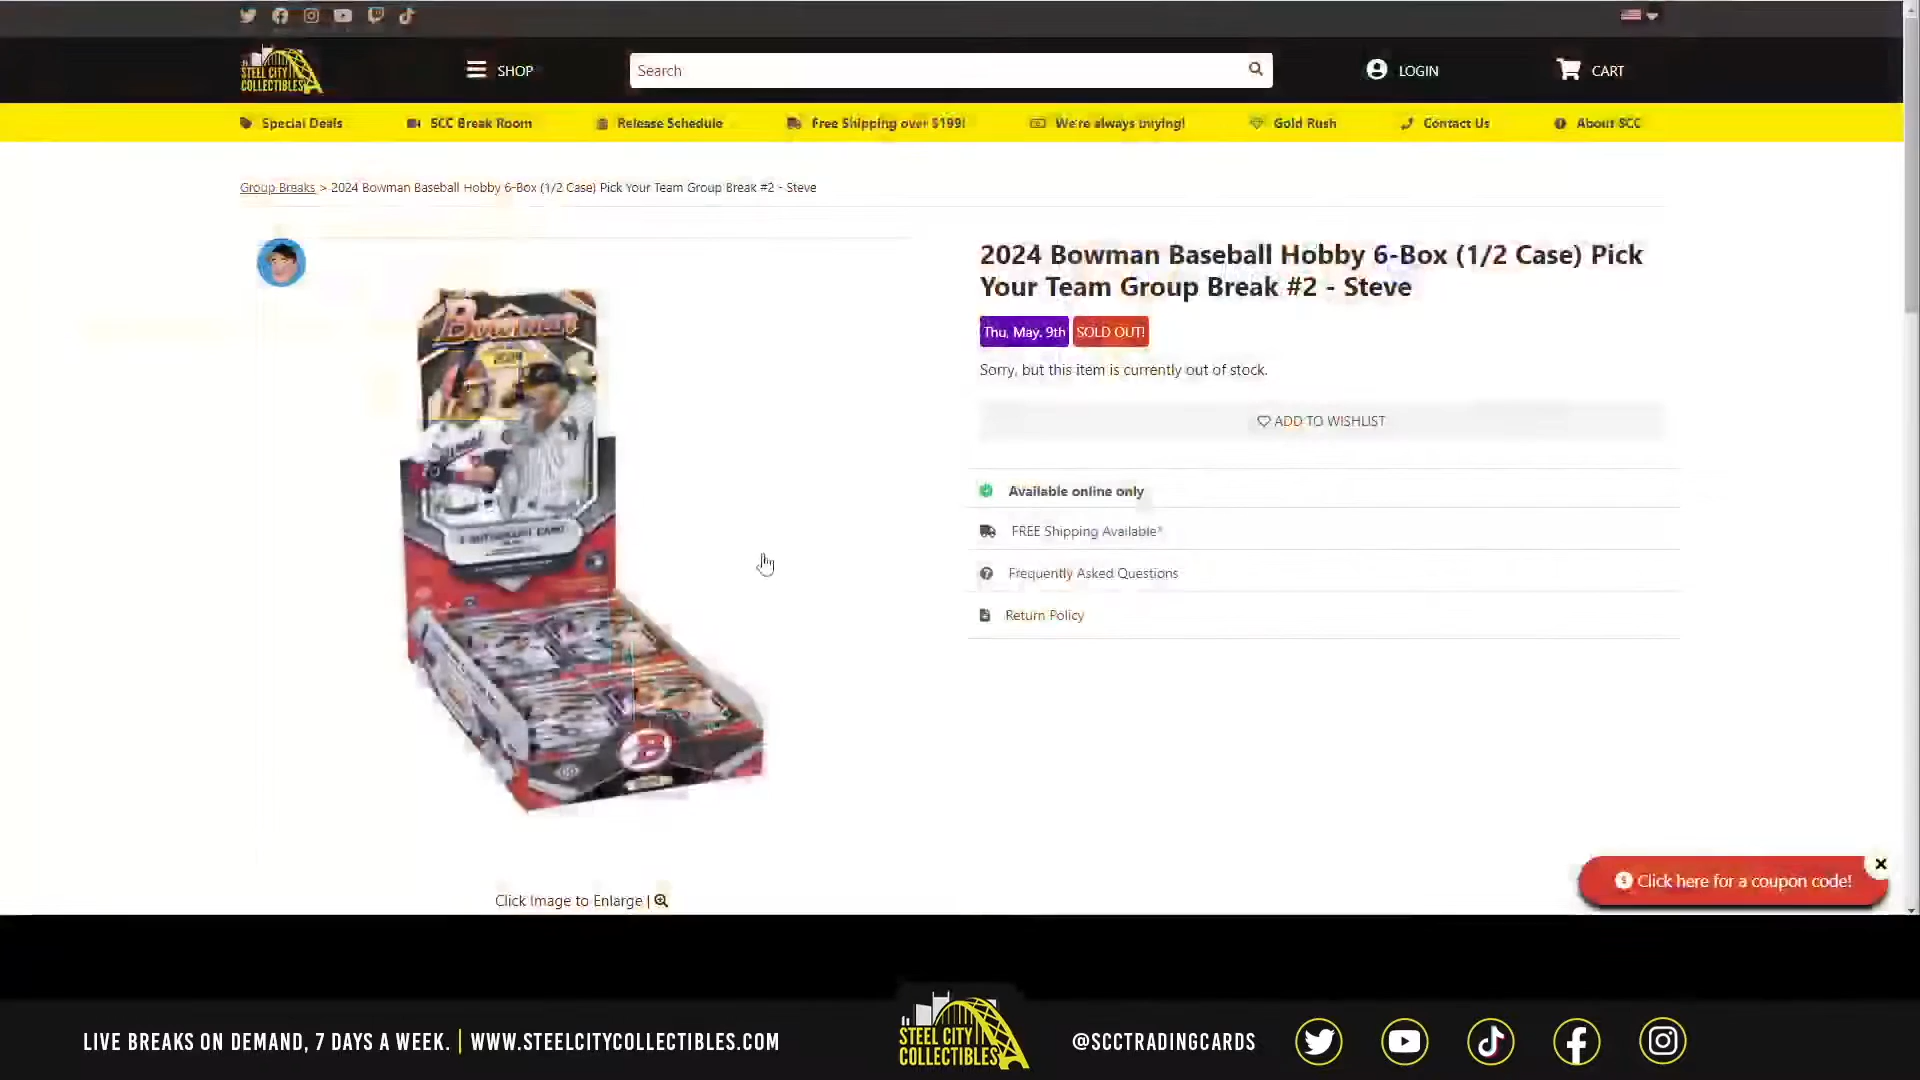 STEEL CITY
COLLECTIBLES
SHOP
Search
LOGIN
CART
Special Deals
SCC Break Room
Release Schedule
Free Shipping over $199!
We're always buying!
Gold Rush
Contact Us
About SCC
Group Breaks > 2024 Bowman Baseball Hobby 6-Box (1/2 Case) Pick Your Team Group Break #2 - Steve
2024 Bowman Baseball Hobby 6-Box (1/2 Case) Pick
Your Team Group Break #2 - Steve
Thu, May, 9th
SOLD OUT!
Sorry, but this item is currently out of stock.
ADD TO WISHLIST
Available online only
FREE Shipping Available*
Frequently Asked Questions
Return Policy
Bowman
2024
B
Click Image to Enlarge |
Click here for a coupon code!
LIVE BREAKS ON DEMAND, 7 DAYS A WEEK. | WWW.STEELCITYCOLLECTIBLES.COM
STEEL CITY
COLLECTIBLES
@SCCTRADINGCARDS